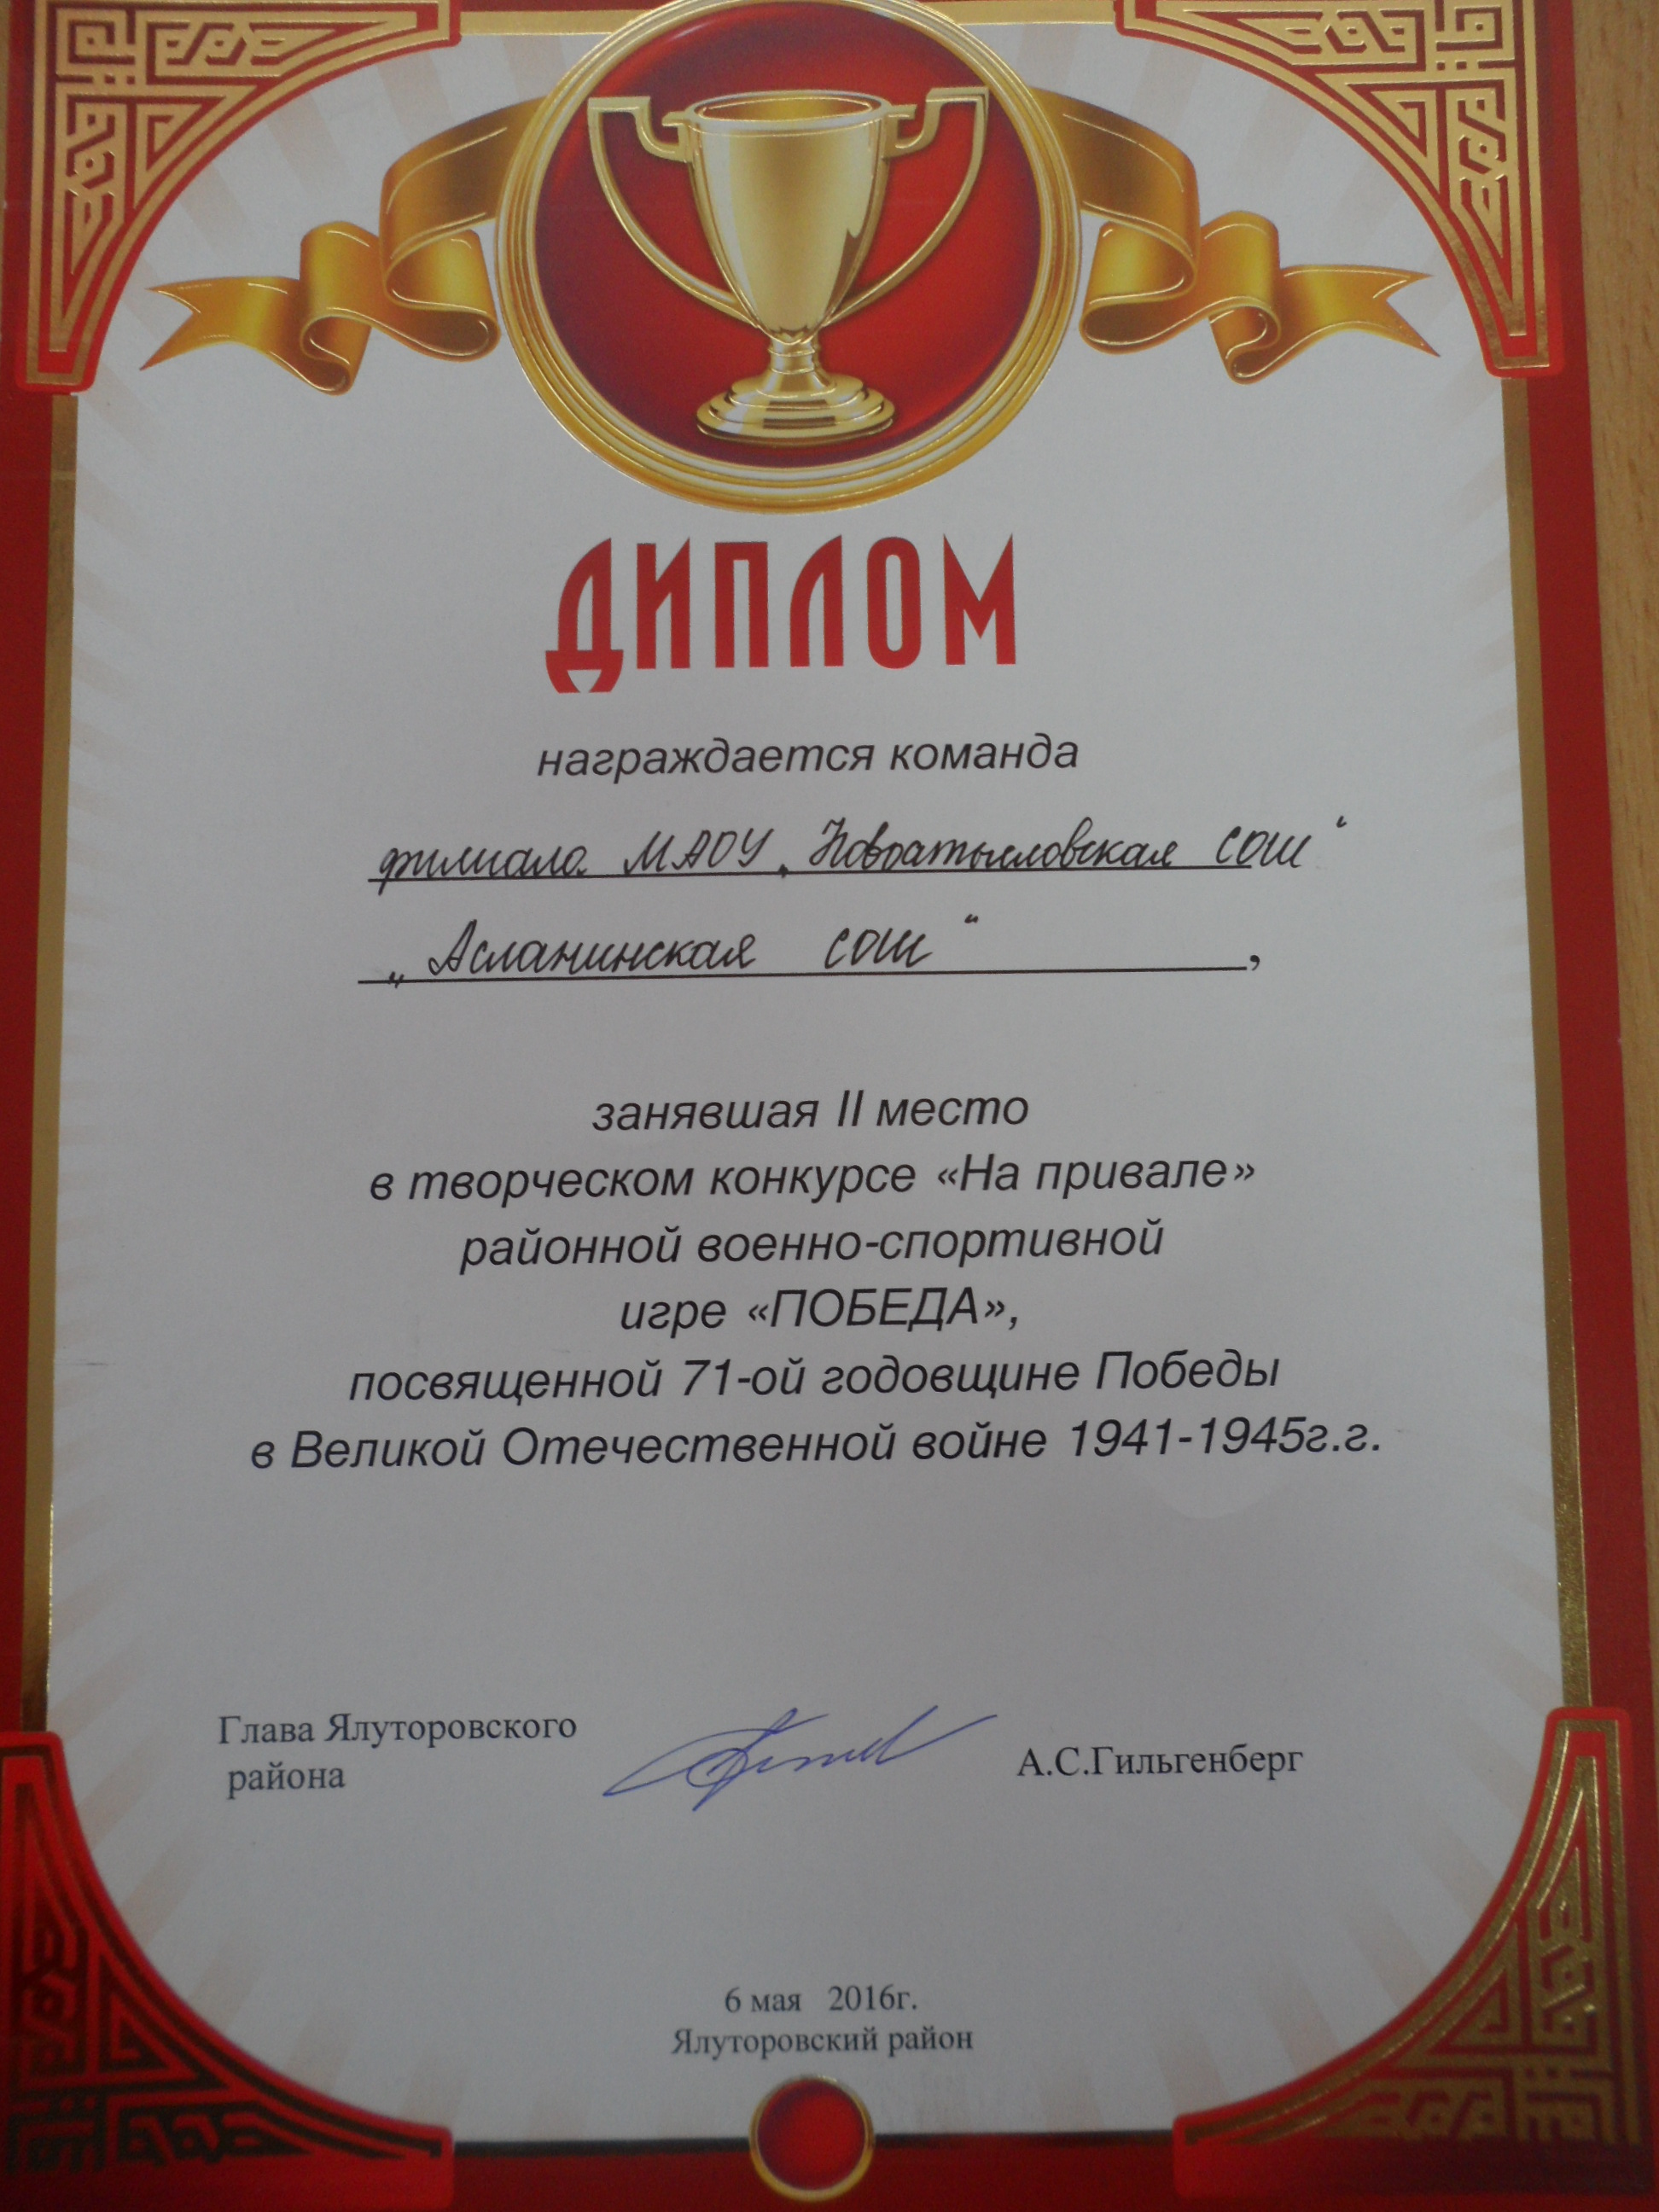 ДИПЛОМ
награждается команда
филиала МАОУ „Новоатьяловская СОШ“
„Асланинская СОШ“,
занявшая II место
в творческом конкурсе «На привале»
районной военно-спортивной
игре «ПОБЕДА»,
посвященной 71-ой годовщине Победы
в Великой Отечественной войне 1941-1945г.г.
Глава Ялуторовского
района
А.С.Гильгенберг
6 мая 2016г.
Ялуторовский район